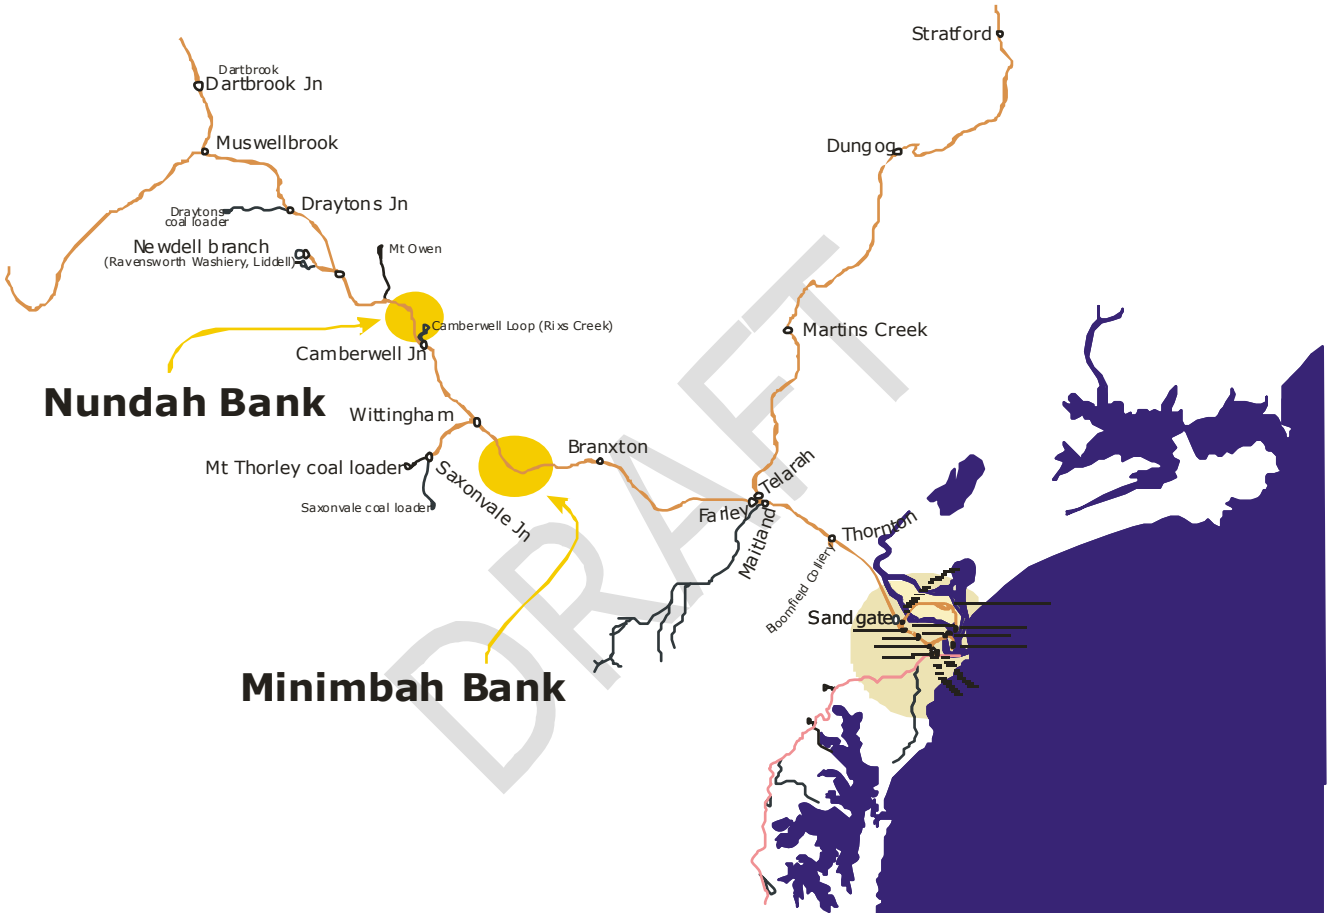 Stratford
Dartbrook
Dartbrook Jn
Muswellbrook
Dungog
Draytons Jn
Draytons
coal loader
Newdell branch
(Ravensworth Washiery, Liddell)
Mt Owen
Camberwell Loop (Rixs Creek)
Camberwell Jn
Martins Creek
Nundah Bank
Wittingham
Branxton
Mt Thorley coal loader
Saxonvale Jn
Saxonvale coal loader
Telarah
Farley
Maitland
Thornton
Boomfield Colliery
Sandgate
Minimbah Bank
DRAFT